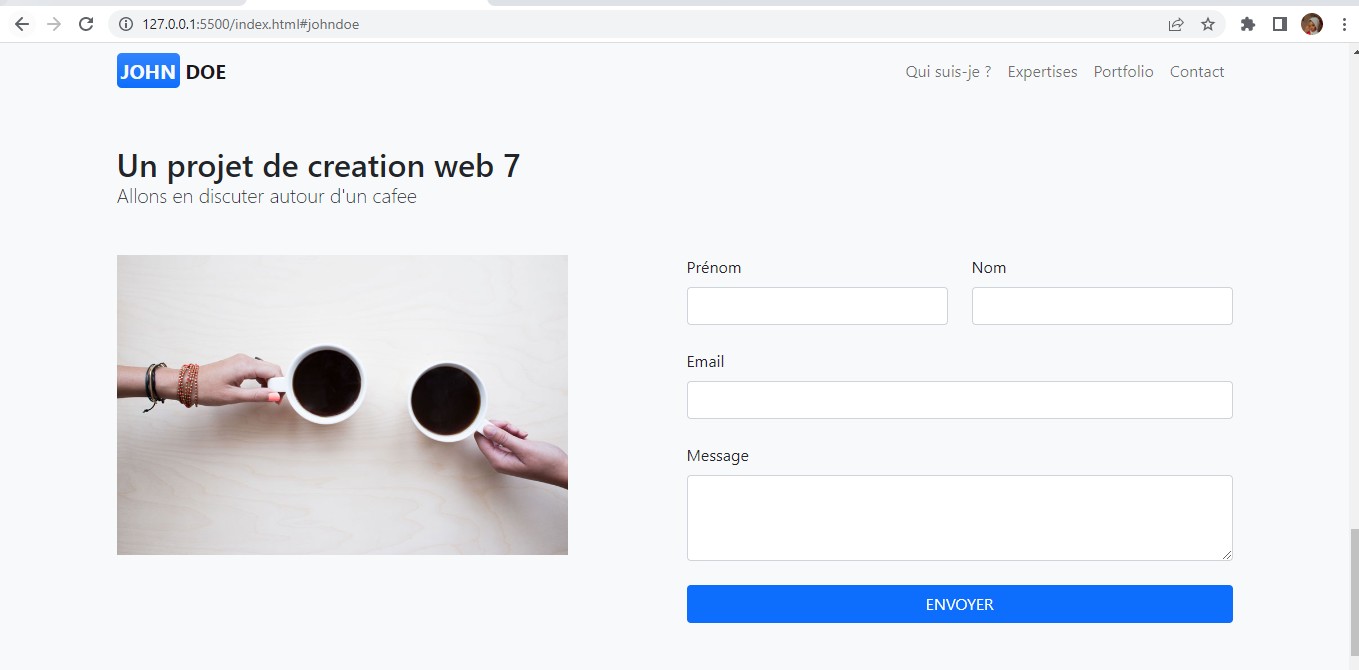 127.0.0.1:5500/index.html#johndoe
JOHN DOE
Qui suis-je ? Expertises Portfolio Contact
Un projet de creation web 7
Allons en discuter autour d'un cafee
Prénom Nom
Email
Message
ENVOYER